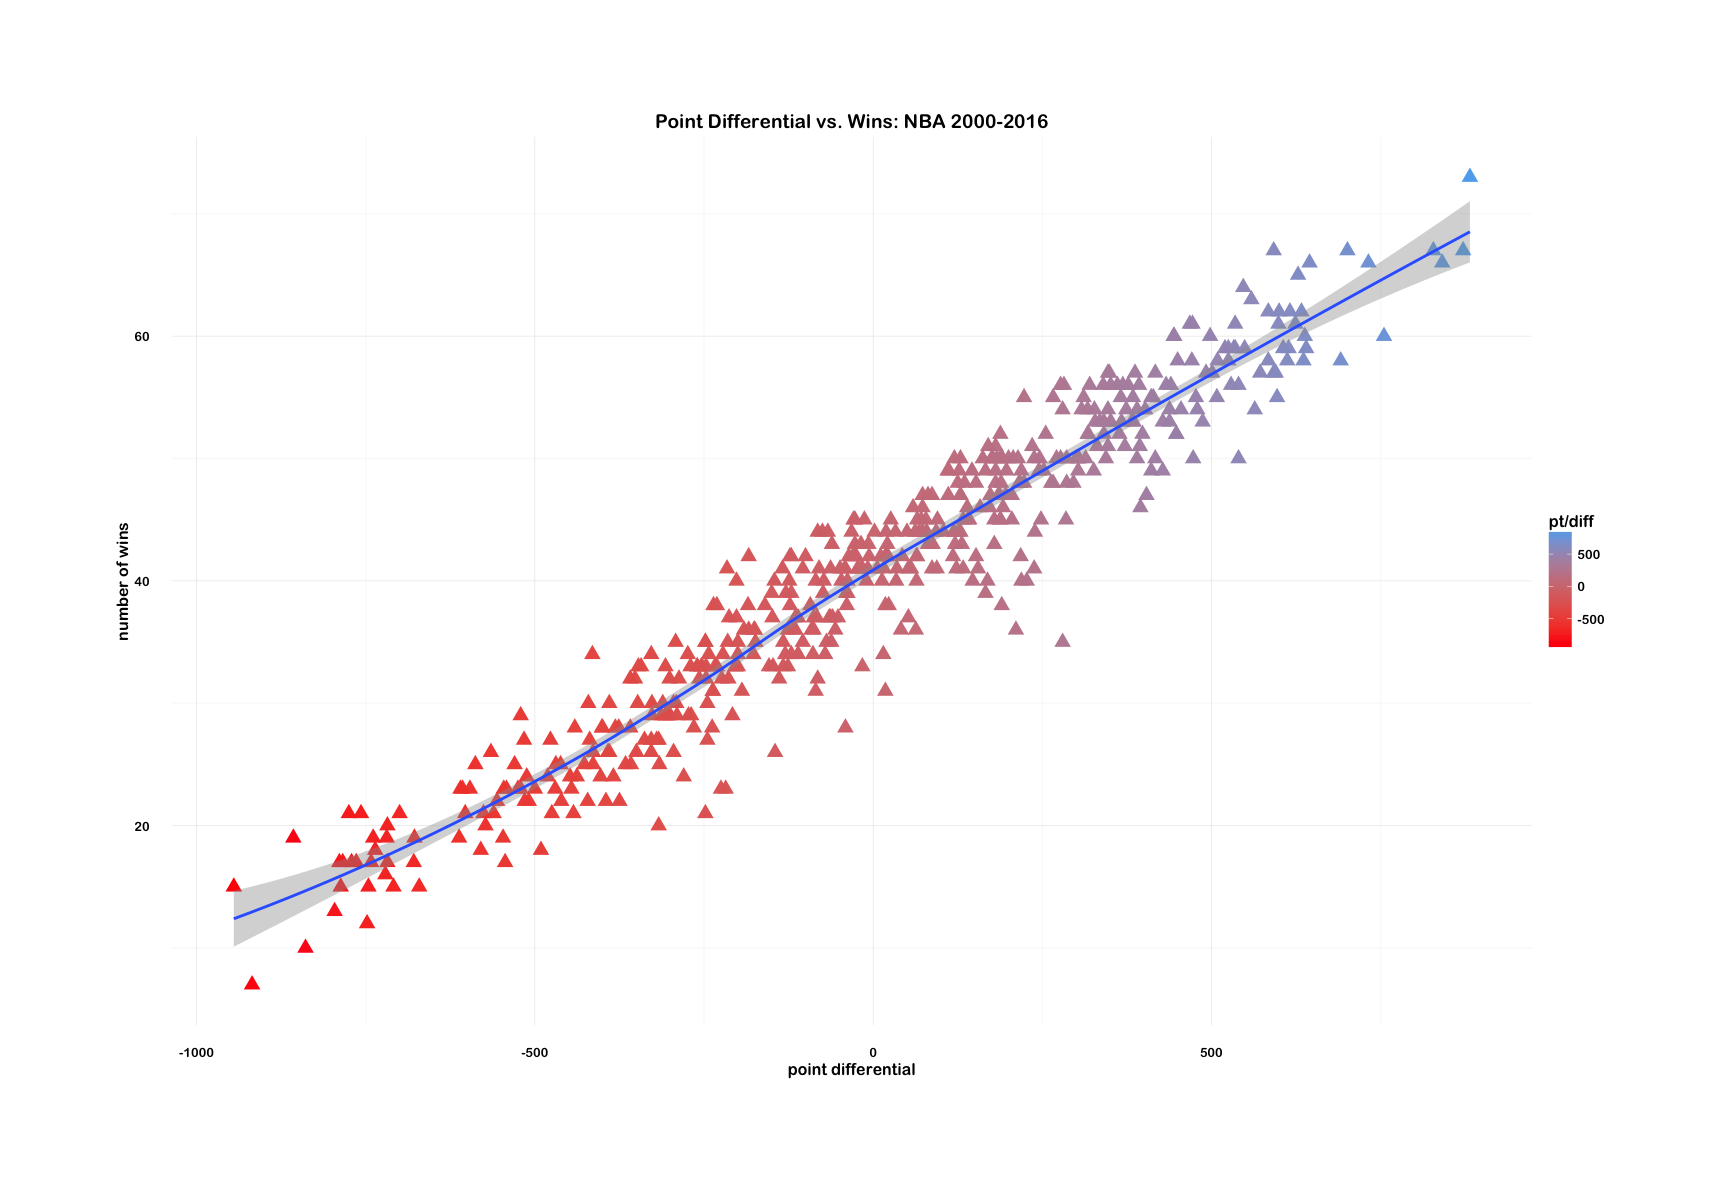 Point Differential vs. Wins: NBA 2000-2016
number of wins
60
40
20
-1000
-500
0
500
point differential
pt/diff
500
0
-500